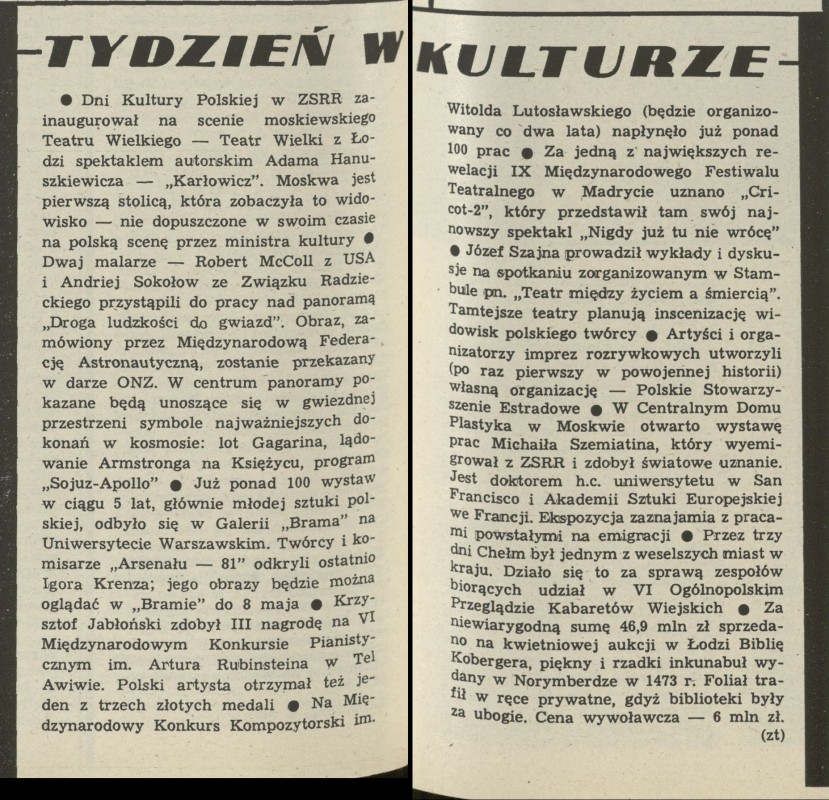 TYDZIEŃ W KULTURZE
● Dni Kultury Polskiej w ZSRR za-
inaugurował na scenie moskiewskiego
Teatru Wielkiego — Teatr Wielki z Ło-
dzi spektaklem autorskim Adama Hanu-
szkiewicza — „Karłowicz”. Moskwa jest
pierwszą stolicą, która zobaczyła to wido-
wisko — nie dopuszczone w swoim czasie
na polską scenę przez ministra kultury ●
Dwaj malarze — Robert McColl z USA
i Andriej Sokołow ze Związku Radzie-
ckiego przystąpili do pracy nad panoramą
„Droga ludzkości do gwiazd”. Obraz, za-
mówiony przez Międzynarodową Federa-
cję Astronautyczną, zostanie przekazany
w darze ONZ. W centrum panoramy po-
kazane będą unoszące się w gwiezdnej
przestrzeni symbole najważniejszych do-
konań w kosmosie: lot Gagarina, lądo-
wanie Armstronga na Księżycu, program
„Sojuz-Apollo” ● Już ponad 100 wystaw
w ciągu 5 lat, głównie młodej sztuki pol-
skiej, odbyło się w Galerii „Brama” na
Uniwersytecie Warszawskim. Twórcy i ko-
misarze „Arsenału — 81” odkryli ostatnio
Igora Krenza; jego obrazy będzie można
oglądać w „Bramie” do 8 maja ● Krzy-
sztof Jabłoński zdobył III nagrodę na VI
Międzynarodowym Konkursie Pianisty-
cznym im. Artura Rubinsteina w Tel
Awiwie. Polski artysta otrzymał też je-
den z trzech złotych medali ● Na Mię-
dzynarodowy Konkurs Kompozytorski im.
Witolda Lutosławskiego (będzie organizo-
wany co dwa lata) napłynęło już ponad
100 prac ● Za jedną z największych re-
welacji IX Międzynarodowego Festiwalu
Teatralnego w Madrycie uznano „Cri-
cot-2”, który przedstawił tam swój naj-
nowszy spektakl „Nigdy już tu nie wrócę”
● Józef Szajna prowadził wykłady i dysku-
sje na spotkaniu zorganizowanym w Stam-
bule pn. „Teatr między życiem a śmiercią”.
Tamtejsze teatry planują inscenizację wi-
dowisk polskiego twórcy ● Artyści i orga-
nizatorzy imprez rozrywkowych utworzyli
(po raz pierwszy w powojennej historii)
własną organizację — Polskie Stowarzy-
szenie Estradowe ● W Centralnym Domu
Plastyka w Moskwie otwarto wystawę
prac Michaiła Szemiatina, który wyemi-
grował z ZSRR i zdobył światowe uznanie.
Jest doktorem h.c. uniwersytetu w San
Francisco i Akademii Sztuki Europejskiej
we Francji. Ekspozycja zaznajamia z praca-
mi powstałymi na emigracji ● Przez trzy
dni Chełm był jednym z weselszych miast w
kraju. Działo się to za sprawą zespołów
biorących udział w VI Ogólnopolskim
Przeglądzie Kabaretów Wiejskich ● Za
niewiarygodną sumę 46,9 mln zł sprzeda-
no na kwietniowej aukcji w Łodzi Biblię
Kobergera, piękny i rzadki inkunabuł wy-
dany w Norymberdze w 1473 r. Foliał tra-
fił w ręce prywatne, gdyż biblioteki były
za ubogie. Cena wywoławcza — 6 mln zł.
(zt)